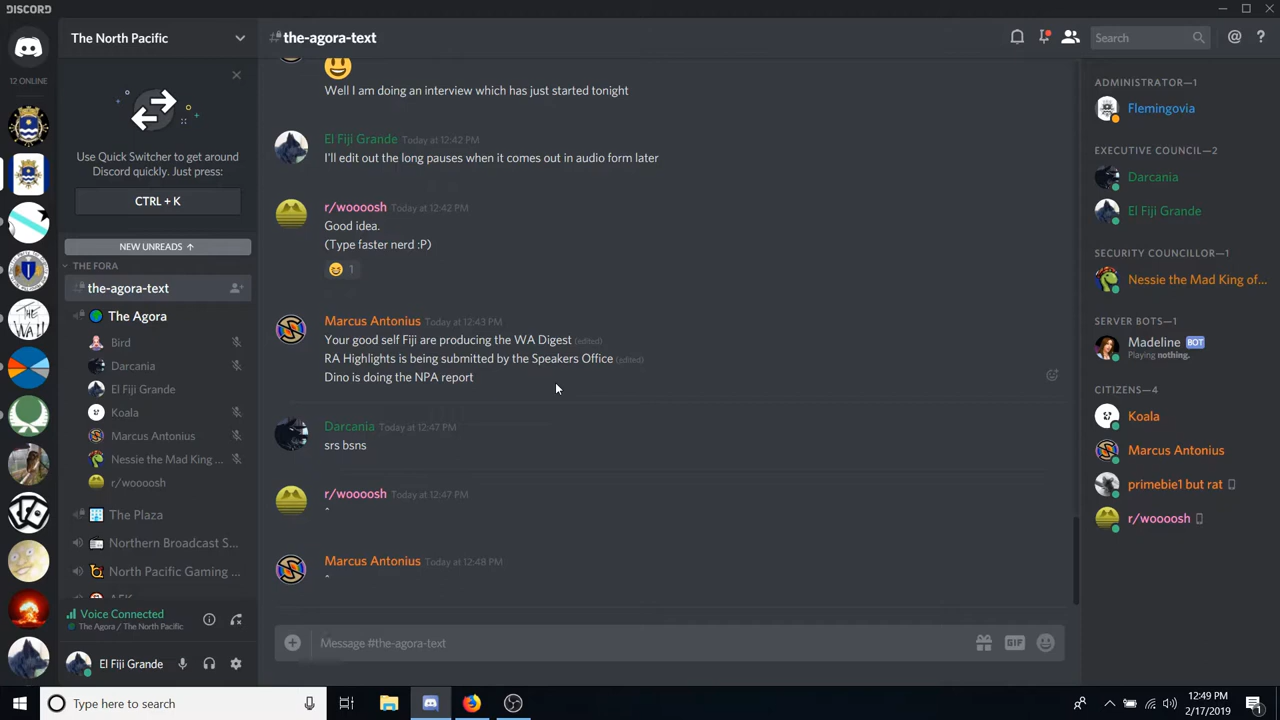 DISCORD
The North Pacific
#the-agora-text
Search
12 ONLINE
Use Quick Switcher to get around
Discord quickly. Just press:
CTRL + K
NEW UNREADS ↑
THE FORA
the-agora-text
The Agora
Bird
Darcania
El Fiji Grande
Koala
Marcus Antonius
Nessie the Mad King ...
r/woooosh
The Plaza
Northern Broadcast S...
North Pacific Gaming ...
Voice Connected
The Agora / The North Pacific
El Fiji Grande
THE WALL
Well I am doing an interview which has just started tonight
El Fiji Grande Today at 12:42 PM
I'll edit out the long pauses when it comes out in audio form later
r/woooosh Today at 12:42 PM
Good idea.
(Type faster nerd :P)
1
Marcus Antonius Today at 12:43 PM
Your good self Fiji are producing the WA Digest (edited)
RA Highlights is being submitted by the Speakers Office (edited)
Dino is doing the NPA report
Darcania Today at 12:47 PM
srs bsns
r/woooosh Today at 12:47 PM
^
Marcus Antonius Today at 12:48 PM
^
Message #the-agora-text
GIF
ADMINISTRATOR—1
Flemingovia
EXECUTIVE COUNCIL—2
Darcania
El Fiji Grande
SECURITY COUNCILLOR—1
Nessie the Mad King of...
SERVER BOTS—1
Madeline BOT
Playing nothing.
CITIZENS—4
Koala
Marcus Antonius
primebie1 but rat
r/woooosh
Type here to search
12:49 PM
2/17/2019
1